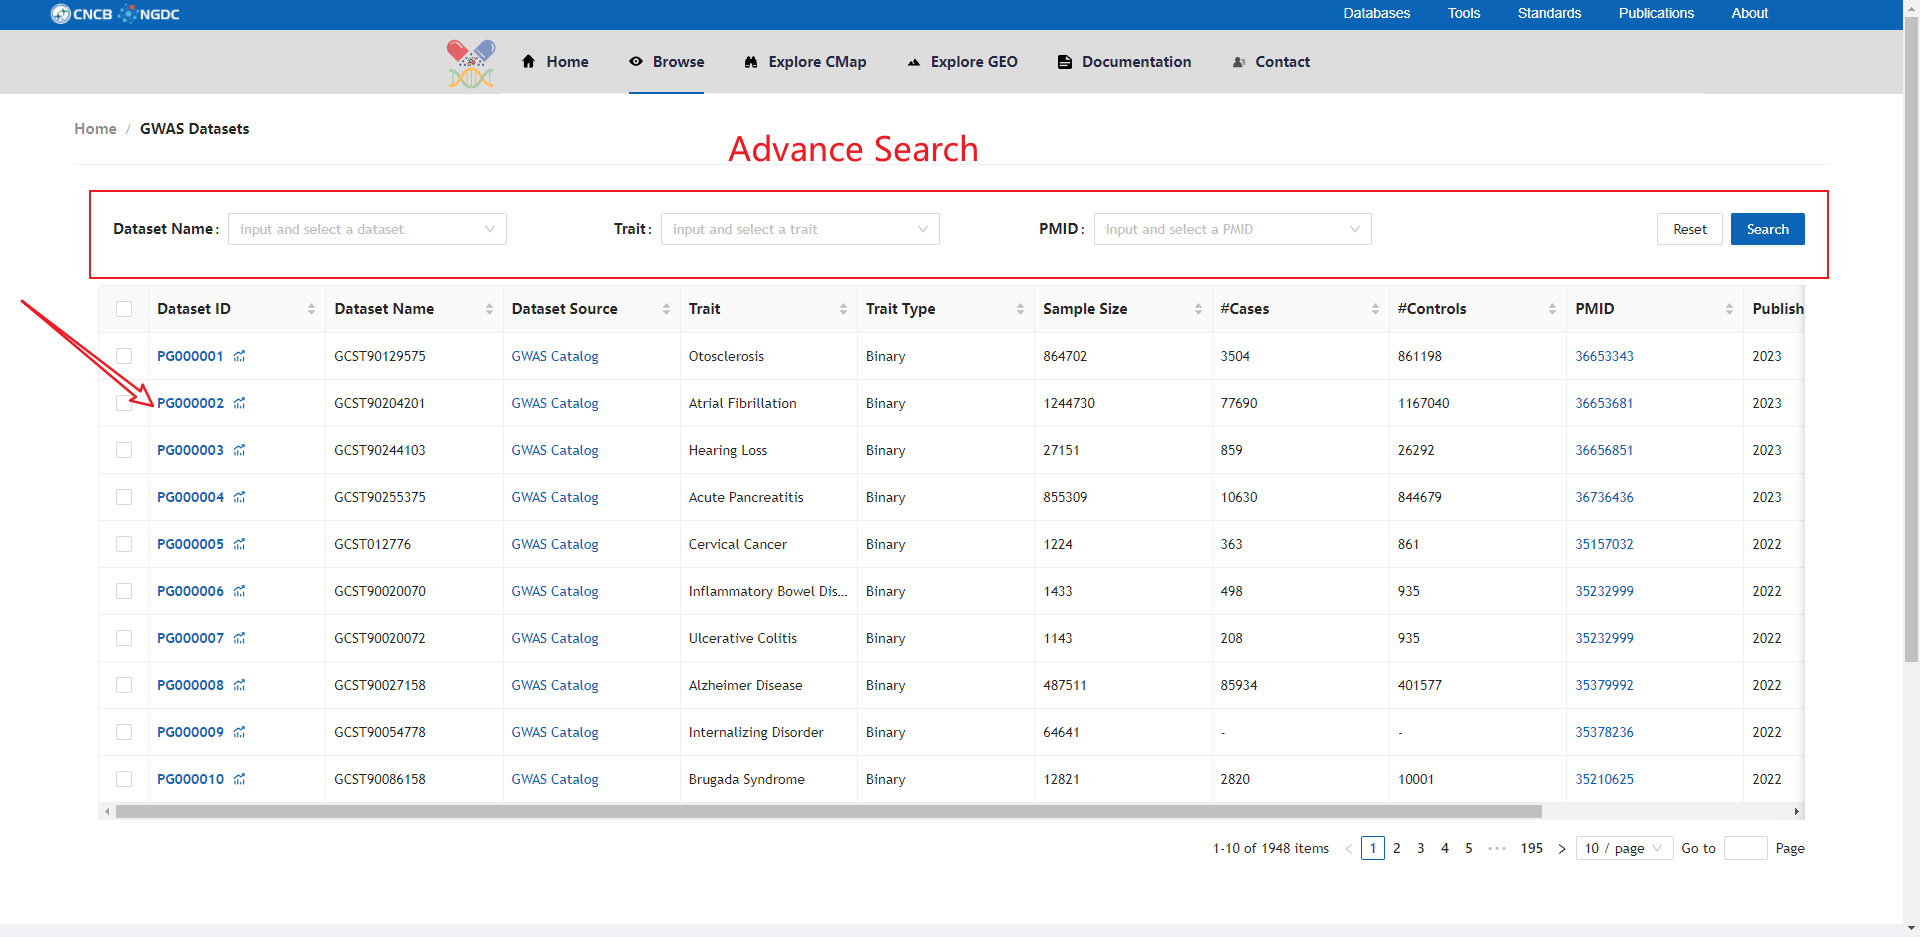 CNCB NGDC Databases Tools Standards Publications About
Home Browse Explore CMap Explore GEO Documentation Contact
Home / GWAS Datasets
Advance Search
Dataset Name: input and select a dataset Trait: input and select a trait PMID: input and select a PMID Reset Search
Dataset ID Dataset Name Dataset Source Trait Trait Type Sample Size #Cases #Controls PMID Publish
PG000001 GCST90129575 GWAS Catalog Otosclerosis Binary 864702 3504 861198 36653343 2023
PG000002 GCST90204201 GWAS Catalog Atrial Fibrillation Binary 1244730 77690 1167040 36653681 2023
PG000003 GCST90244103 GWAS Catalog Hearing Loss Binary 27151 859 26292 36656851 2023
PG000004 GCST90255375 GWAS Catalog Acute Pancreatitis Binary 855309 10630 844679 36736436 2023
PG000005 GCST012776 GWAS Catalog Cervical Cancer Binary 1224 363 861 35157032 2022
PG000006 GCST90020070 GWAS Catalog Inflammatory Bowel Dis... Binary 1433 498 935 35232999 2022
PG000007 GCST90020072 GWAS Catalog Ulcerative Colitis Binary 1143 208 935 35232999 2022
PG000008 GCST90027158 GWAS Catalog Alzheimer Disease Binary 487511 85934 401577 35379992 2022
PG000009 GCST90054778 GWAS Catalog Internalizing Disorder Binary 64641 - - 35378236 2022
PG000010 GCST90086158 GWAS Catalog Brugada Syndrome Binary 12821 2820 10001 35210625 2022
1-10 of 1948 items < 1 2 3 4 5 ••• 195 > 10 / page Go to Page